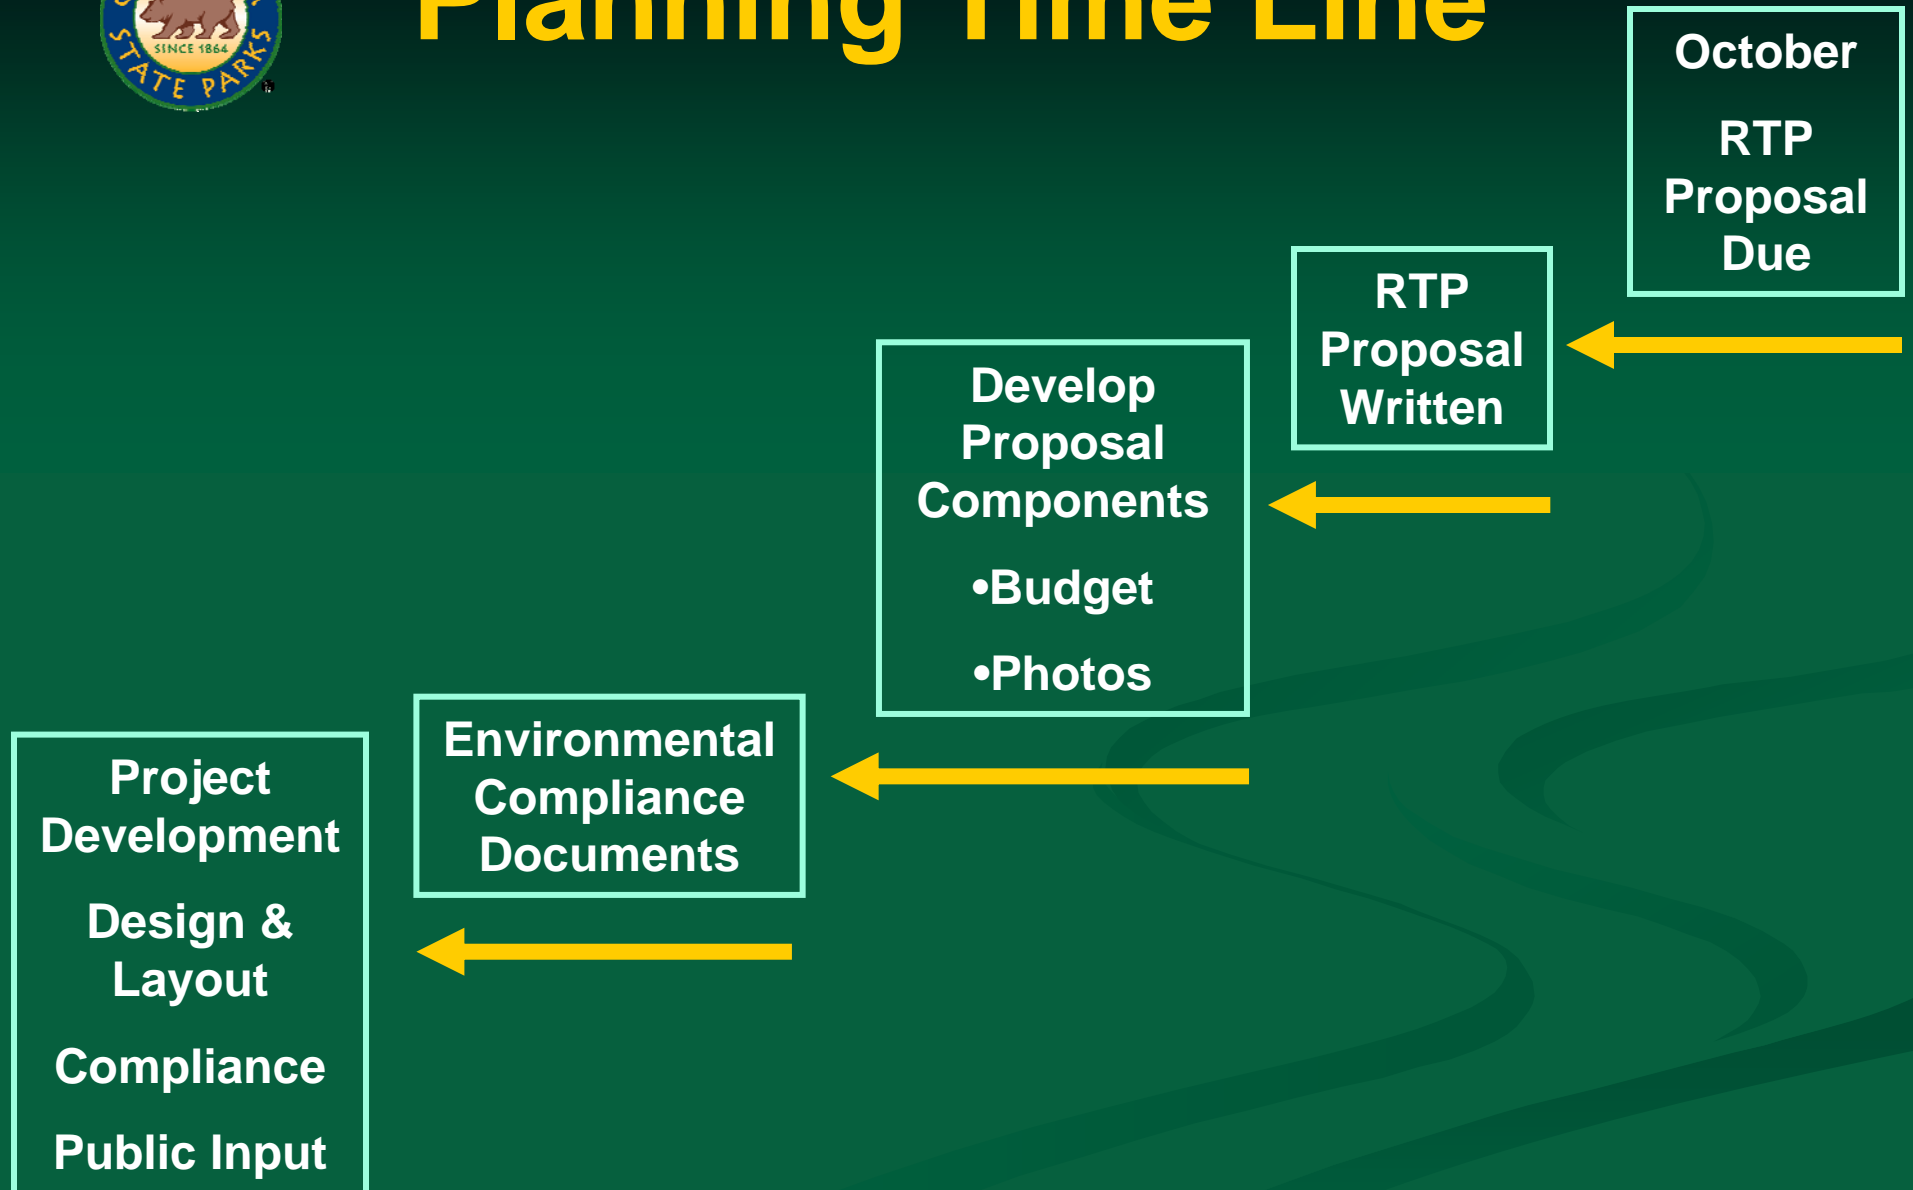 Planning Time Line
SINCE 1864
STATE PARKS
October
RTP
Proposal
Due
RTP
Proposal
Written
Develop
Proposal
Components
•Budget
•Photos
Environmental
Compliance
Documents
Project
Development
Design &
Layout
Compliance
Public Input